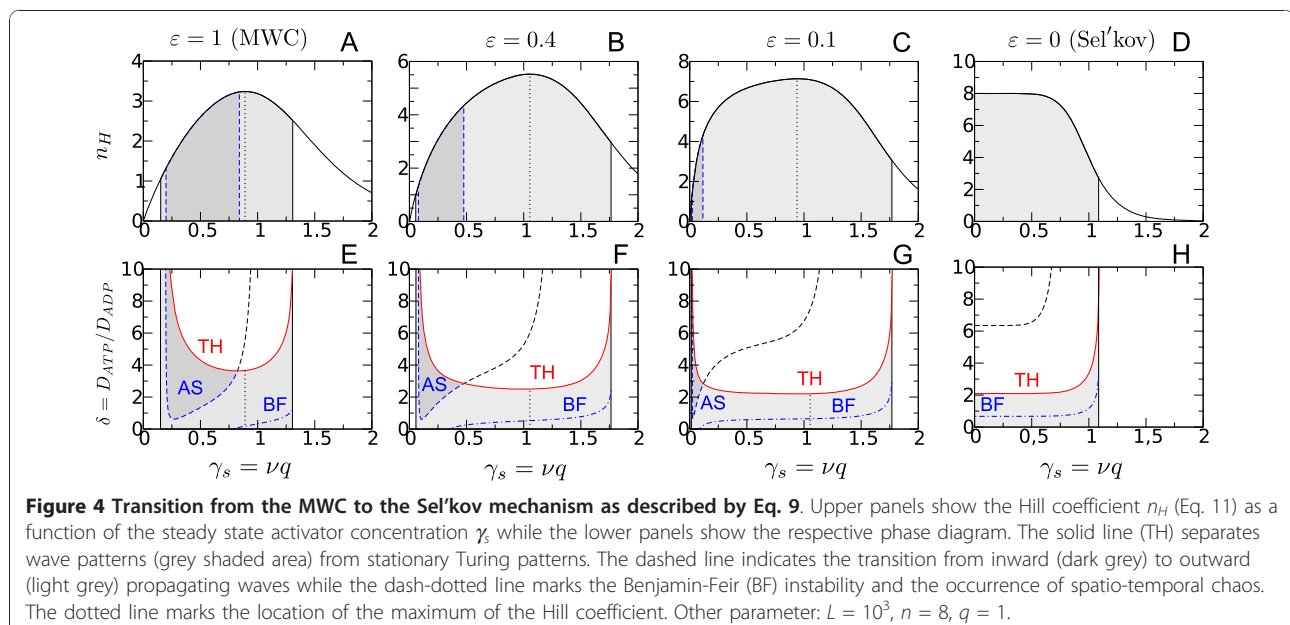 ε = 1 (MWC) A
ε = 0.4 B
ε = 0.1 C
ε = 0 (Sel′kov) D
n_H
4
3
2
1
0
0 0.5 1 1.5 2
6
4
2
0
0 0.5 1 1.5 2
8
6
4
2
0
0 0.5 1 1.5 2
10
8
6
4
2
0
0 0.5 1 1.5 2
E
F
G
H
δ = D_ATP/D_ADP
10
8
6
4
2
0
TH
AS
BF
0 0.5 1 1.5 2
γ_s = νq
10
8
6
4
2
0
TH
AS
BF
0 0.5 1 1.5 2
γ_s = νq
10
8
6
4
2
0
TH
AS
BF
0 0.5 1 1.5 2
γ_s = νq
10
8
6
4
2
0
TH
BF
0 0.5 1 1,5 2
γ_s = νq
Figure 4 Transition from the MWC to the Sel'kov mechanism as described by Eq. 9. Upper panels show the Hill coefficient n_H (Eq. 11) as a
function of the steady state activator concentration γ_s while the lower panels show the respective phase diagram. The solid line (TH) separates
wave patterns (grey shaded area) from stationary Turing patterns. The dashed line indicates the transition from inward (dark grey) to outward
(light grey) propagating waves while the dash-dotted line marks the Benjamin-Feir (BF) instability and the occurrence of spatio-temporal chaos.
The dotted line marks the location of the maximum of the Hill coefficient. Other parameter: L = 10³, n = 8, q = 1.